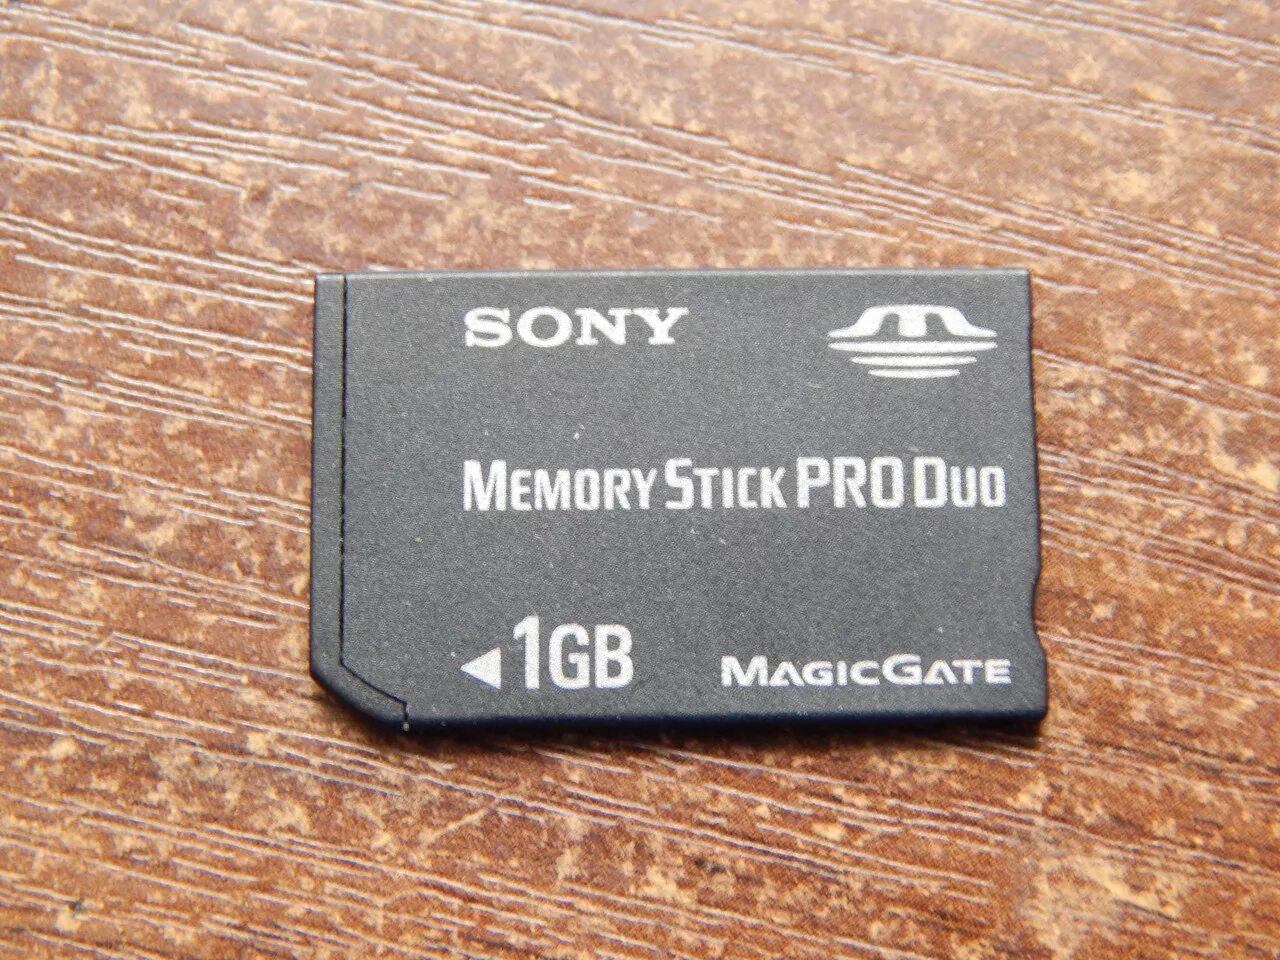 SONY
MEMORY STICK PRO DUO
1GB
MAGICGATE